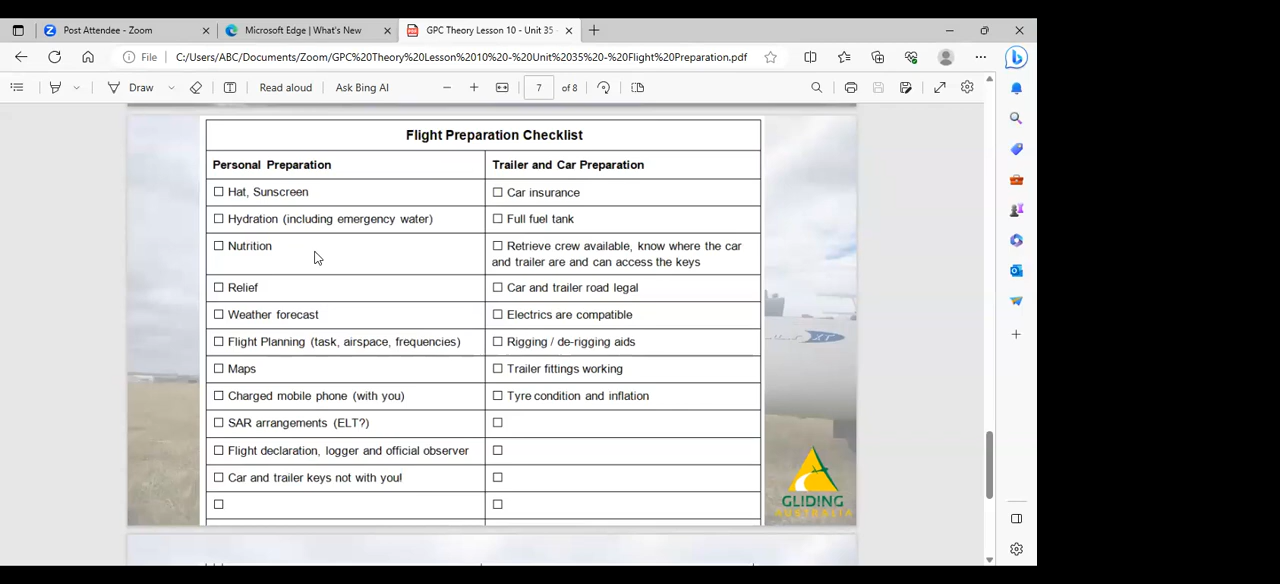 Post Attendee - Zoom
Microsoft Edge | What's New
GPC Theory Lesson 10 - Unit 35 -
File
C:/Users/ABC/Documents/Zoom/GPC%20Theory%20Lesson%2010%20-%20Unit%2035%20-%20Flight%20Preparation.pdf
Draw
Read aloud
Ask Bing AI
7
of 8
Flight Preparation Checklist
Personal Preparation
Trailer and Car Preparation
Hat, Sunscreen
Car insurance
Hydration (including emergency water)
Full fuel tank
Nutrition
Retrieve crew available, know where the car
and trailer are and can access the keys
Relief
Car and trailer road legal
Weather forecast
Electrics are compatible
Flight Planning (task, airspace, frequencies)
Rigging / de-rigging aids
Maps
Trailer fittings working
Charged mobile phone (with you)
Tyre condition and inflation
SAR arrangements (ELT?)
Flight declaration, logger and official observer
Car and trailer keys not with you!
XT
GLIDING
AUSTRALIA